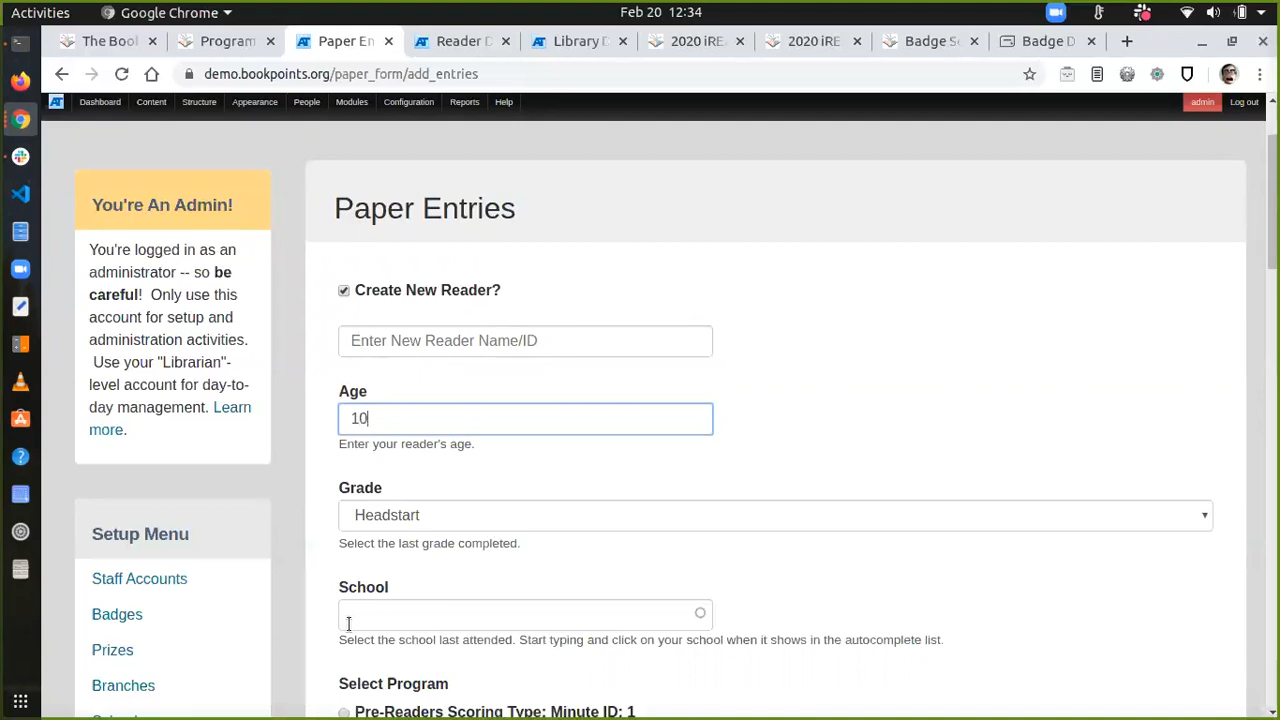 Activities Google Chrome Feb 20 12:34
The Bool Program Paper En Reader D Library D 2020 iRE 2020 iRE Badge Se Badge D
demo.bookpoints.org/paper_form/add_entries
Dashboard Content Structure Appearance People Modules Configuration Reports Help admin Log out
You're An Admin!
You're logged in as an
administrator -- so be
careful! Only use this
account for setup and
administration activities.
Use your "Librarian"-
level account for day-to-
day management. Learn
more.
Setup Menu
Staff Accounts
Badges
Prizes
Branches
Paper Entries
Create New Reader?
Enter New Reader Name/ID
Age
10
Enter your reader's age.
Grade
Headstart
Select the last grade completed.
School
Select the school last attended. Start typing and click on your school when it shows in the autocomplete list.
Select Program
Pre-Readers Scoring Type: Minute ID: 1